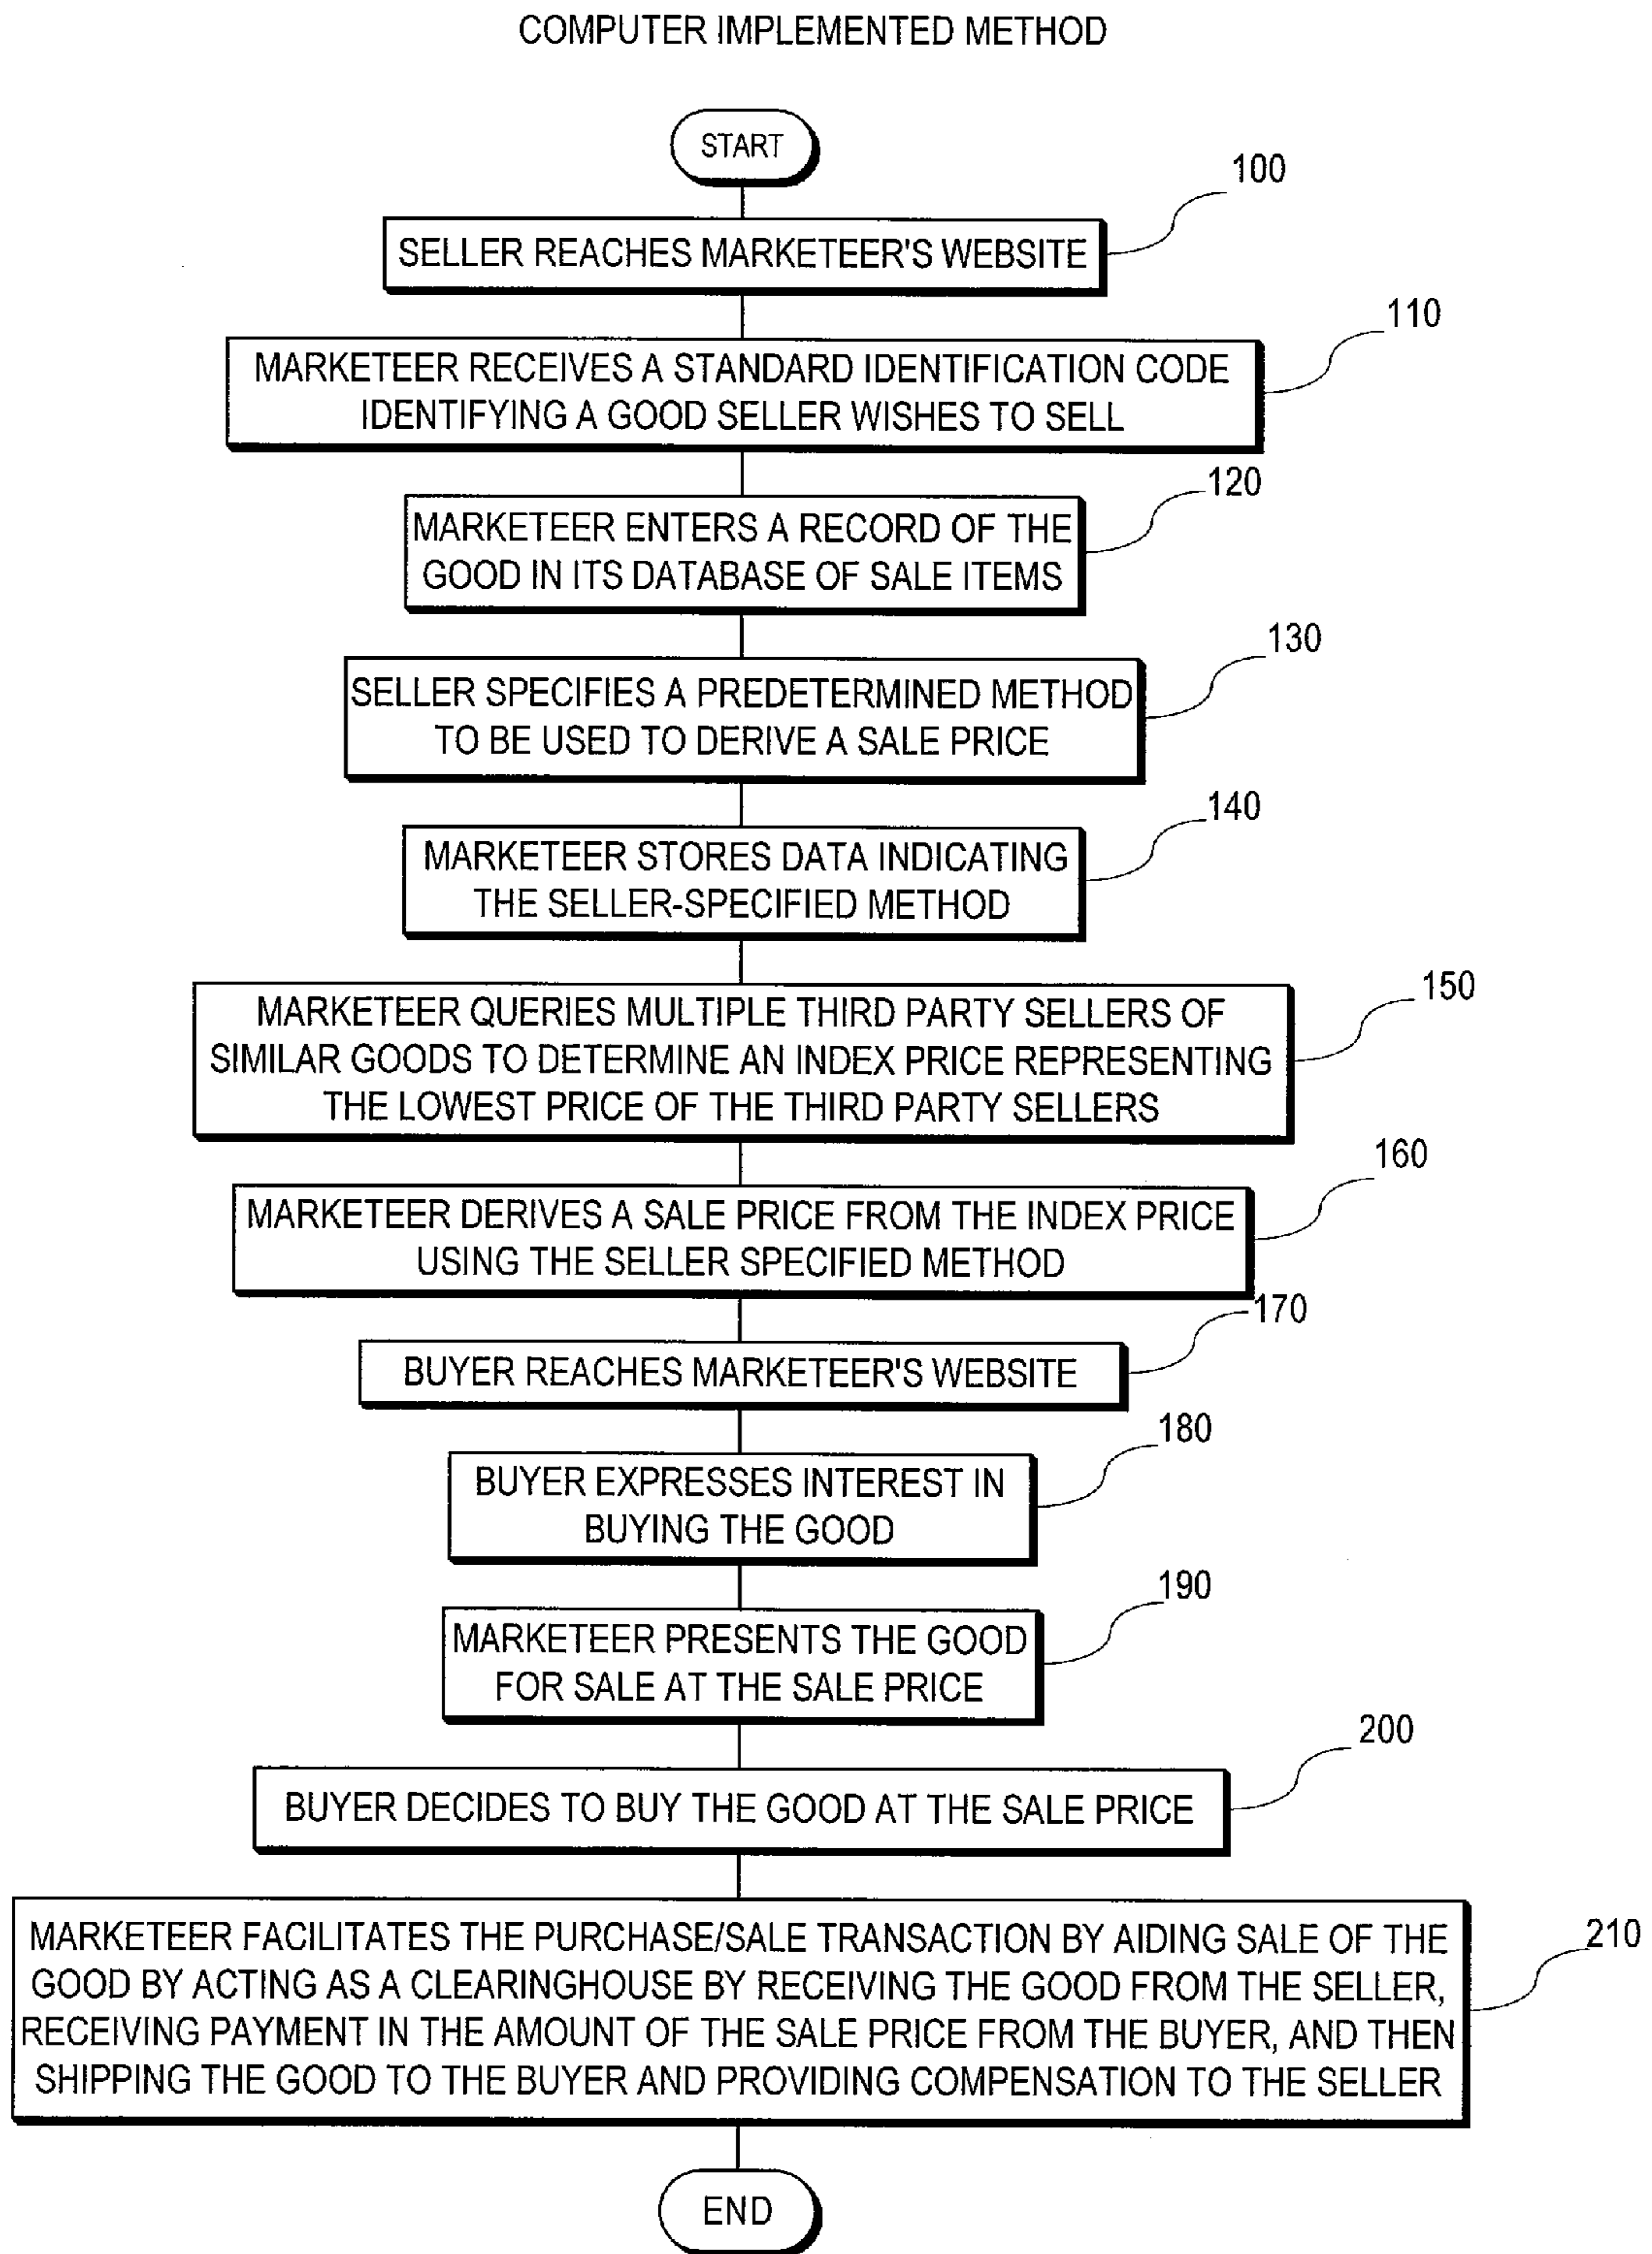 COMPUTER IMPLEMENTED METHOD
START
100
SELLER REACHES MARKETEER'S WEBSITE
110
MARKETEER RECEIVES A STANDARD IDENTIFICATION CODE
IDENTIFYING A GOOD SELLER WISHES TO SELL
120
MARKETEER ENTERS A RECORD OF THE
GOOD IN ITS DATABASE OF SALE ITEMS
130
SELLER SPECIFIES A PREDETERMINED METHOD
TO BE USED TO DERIVE A SALE PRICE
140
MARKETEER STORES DATA INDICATING
THE SELLER-SPECIFIED METHOD
150
MARKETEER QUERIES MULTIPLE THIRD PARTY SELLERS OF
SIMILAR GOODS TO DETERMINE AN INDEX PRICE REPRESENTING
THE LOWEST PRICE OF THE THIRD PARTY SELLERS
160
MARKETEER DERIVES A SALE PRICE FROM THE INDEX PRICE
USING THE SELLER SPECIFIED METHOD
170
BUYER REACHES MARKETEER'S WEBSITE
180
BUYER EXPRESSES INTEREST IN
BUYING THE GOOD
190
MARKETEER PRESENTS THE GOOD
FOR SALE AT THE SALE PRICE
200
BUYER DECIDES TO BUY THE GOOD AT THE SALE PRICE
210
MARKETEER FACILITATES THE PURCHASE/SALE TRANSACTION BY AIDING SALE OF THE
GOOD BY ACTING AS A CLEARINGHOUSE BY RECEIVING THE GOOD FROM THE SELLER,
RECEIVING PAYMENT IN THE AMOUNT OF THE SALE PRICE FROM THE BUYER, AND THEN
SHIPPING THE GOOD TO THE BUYER AND PROVIDING COMPENSATION TO THE SELLER
END